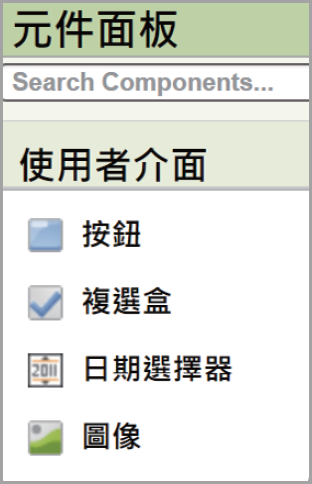 元件面板
Search Components...
使用者介面
按鈕
複選盒
2011 日期選擇器
圖像